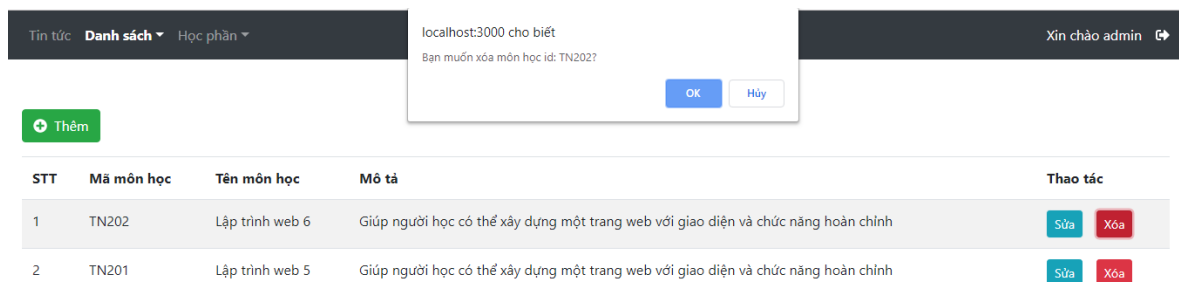 Tin tức Danh sách Học phần Xin chào admin
localhost:3000 cho biết
Bạn muốn xóa môn học id: TN202?
OK Hủy
Thêm
STT Mã môn học Tên môn học Mô tả Thao tác
1 TN202 Lập trình web 6 Giúp người học có thể xây dựng một trang web với giao diện và chức năng hoàn chỉnh Sửa Xóa
2 TN201 Lập trình web 5 Giúp người học có thể xây dựng một trang web với giao diện và chức năng hoàn chỉnh Sửa Xóa